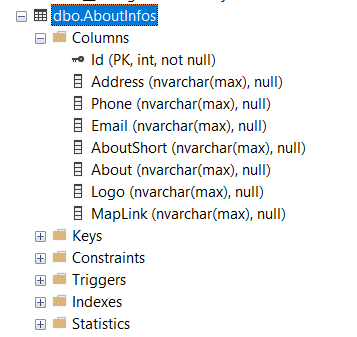 dbo.AboutInfos
Columns
Id (PK, int, not null)
Address (nvarchar(max), null)
Phone (nvarchar(max), null)
Email (nvarchar(max), null)
AboutShort (nvarchar(max), null)
About (nvarchar(max), null)
Logo (nvarchar(max), null)
MapLink (nvarchar(max), null)
Keys
Constraints
Triggers
Indexes
Statistics